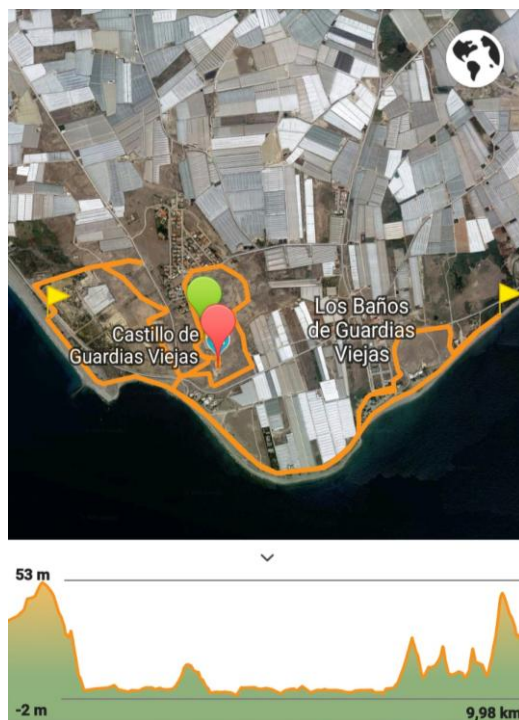 Castillo de
Guardias Viejas
Los Baños
de Guardias
Viejas
53 m
-2 m
9,98 km